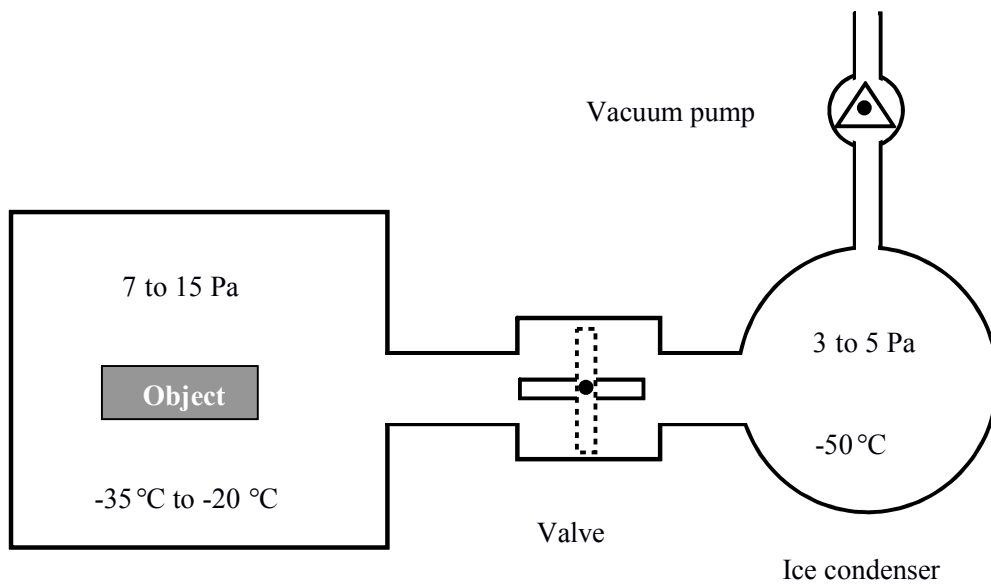 Vacuum pump
7 to 15 Pa
3 to 5 Pa
Object
-50°C
-35°C to -20 °C
Valve
Ice condenser